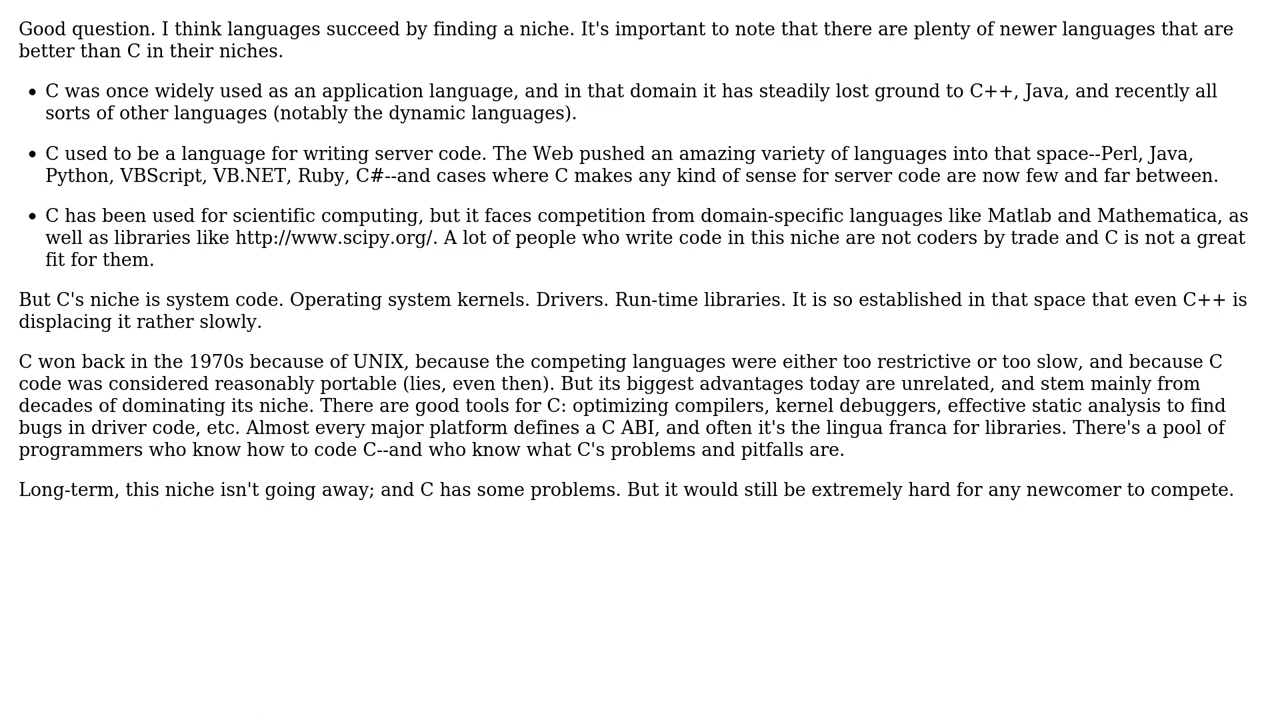 Good question. I think languages succeed by finding a niche. It's important to note that there are plenty of newer languages that are
better than C in their niches.
• C was once widely used as an application language, and in that domain it has steadily lost ground to C++, Java, and recently all
sorts of other languages (notably the dynamic languages).
• C used to be a language for writing server code. The Web pushed an amazing variety of languages into that space--Perl, Java,
Python, VBScript, VB.NET, Ruby, C#--and cases where C makes any kind of sense for server code are now few and far between.
• C has been used for scientific computing, but it faces competition from domain-specific languages like Matlab and Mathematica, as
well as libraries like http://www.scipy.org/. A lot of people who write code in this niche are not coders by trade and C is not a great
fit for them.
But C's niche is system code. Operating system kernels. Drivers. Run-time libraries. It is so established in that space that even C++ is
displacing it rather slowly.
C won back in the 1970s because of UNIX, because the competing languages were either too restrictive or too slow, and because C
code was considered reasonably portable (lies, even then). But its biggest advantages today are unrelated, and stem mainly from
decades of dominating its niche. There are good tools for C: optimizing compilers, kernel debuggers, effective static analysis to find
bugs in driver code, etc. Almost every major platform defines a C ABI, and often it's the lingua franca for libraries. There's a pool of
programmers who know how to code C--and who know what C's problems and pitfalls are.
Long-term, this niche isn't going away; and C has some problems. But it would still be extremely hard for any newcomer to compete.